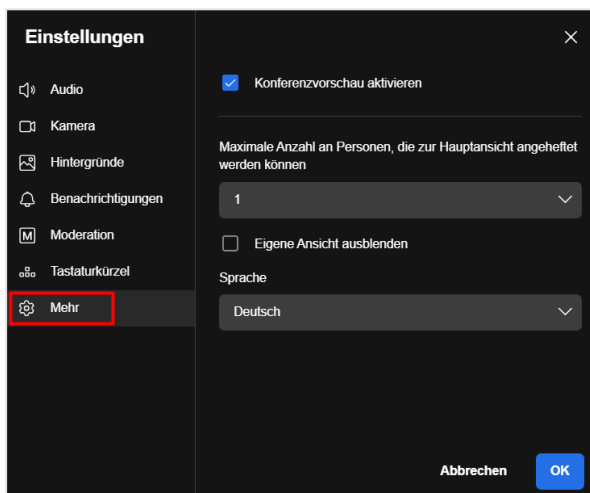 Einstellungen
Audio
Kamera
Hintergründe
Benachrichtigungen
M Moderation
Tastaturkürzel
Mehr
Konferenzvorschau aktivieren
Maximale Anzahl an Personen, die zur Hauptansicht angeheftet
werden können
1
Eigene Ansicht ausblenden
Sprache
Deutsch
Abbrechen
OK